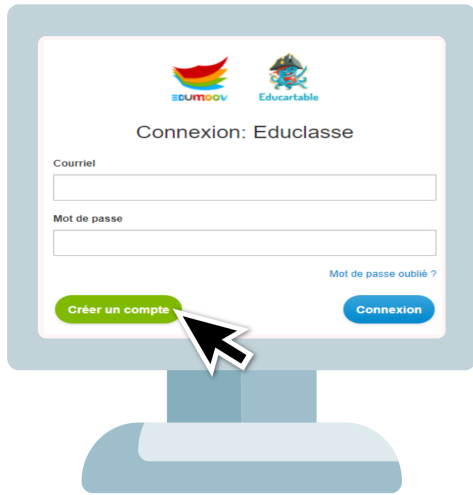 EDUMOOV Educartable
Connexion: Educlasse
Courriel
Mot de passe
Mot de passe oublié ?
Créer un compte Connexion